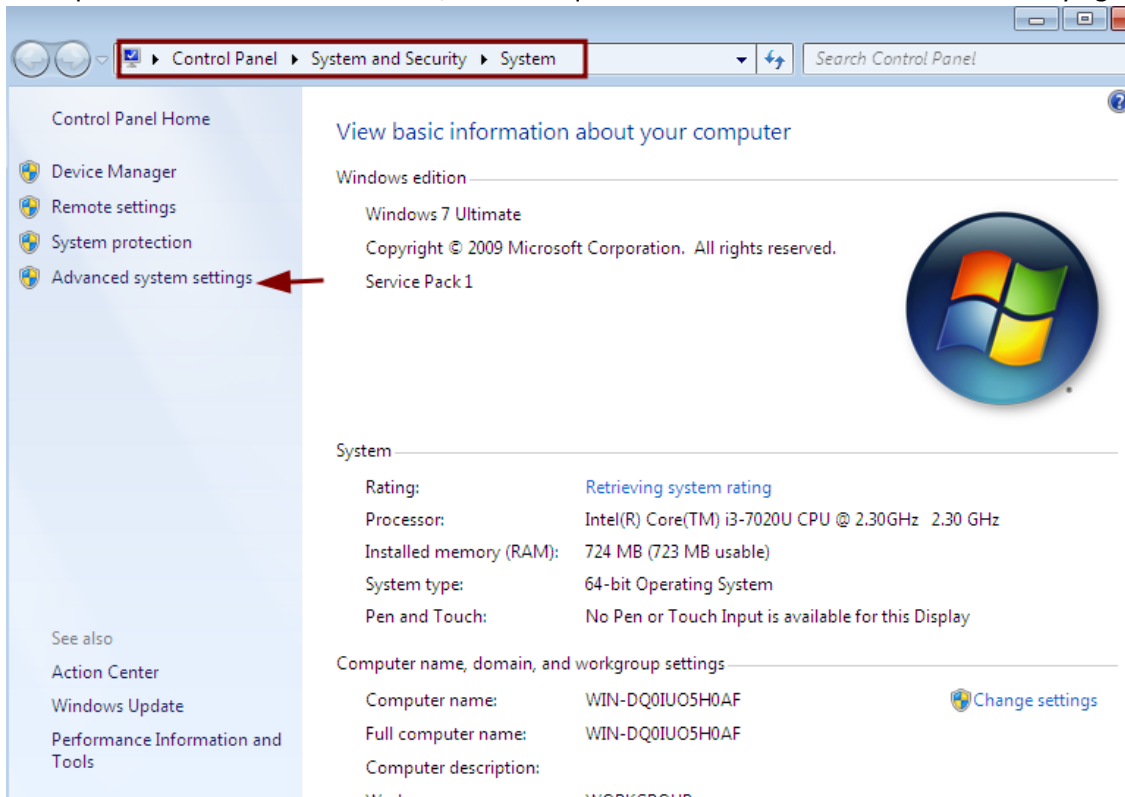 Control Panel ▸ System and Security ▸ System
Search Control Panel
Control Panel Home
Device Manager
Remote settings
System protection
Advanced system settings
View basic information about your computer
Windows edition
Windows 7 Ultimate
Copyright © 2009 Microsoft Corporation. All rights reserved.
Service Pack 1
System
Rating: Retrieving system rating
Processor: Intel(R) Core(TM) i3-7020U CPU @ 2.30GHz 2.30 GHz
Installed memory (RAM): 724 MB (723 MB usable)
System type: 64-bit Operating System
Pen and Touch: No Pen or Touch Input is available for this Display
Computer name, domain, and workgroup settings
Computer name: WIN-DQ0IUO5H0AF
Change settings
Full computer name: WIN-DQ0IUO5H0AF
Computer description:
See also
Action Center
Windows Update
Performance Information and
Tools